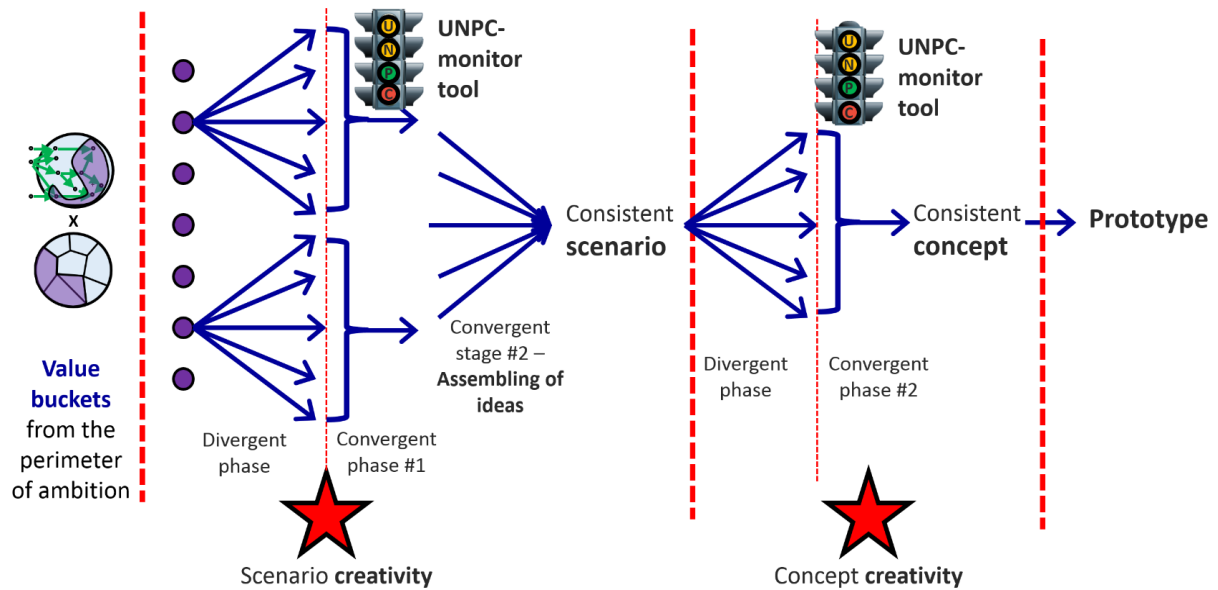 U
N
P
C
UNPC-
monitor
tool
U
N
P
C
UNPC-
monitor
tool
x
Value
buckets
from the
perimeter
of ambition
Divergent
phase
Convergent
phase #1
Convergent
stage #2 –
Assembling of
ideas
Consistent
scenario
Divergent
phase
Convergent
phase #2
Consistent
concept
Prototype
Scenario creativity
Concept creativity